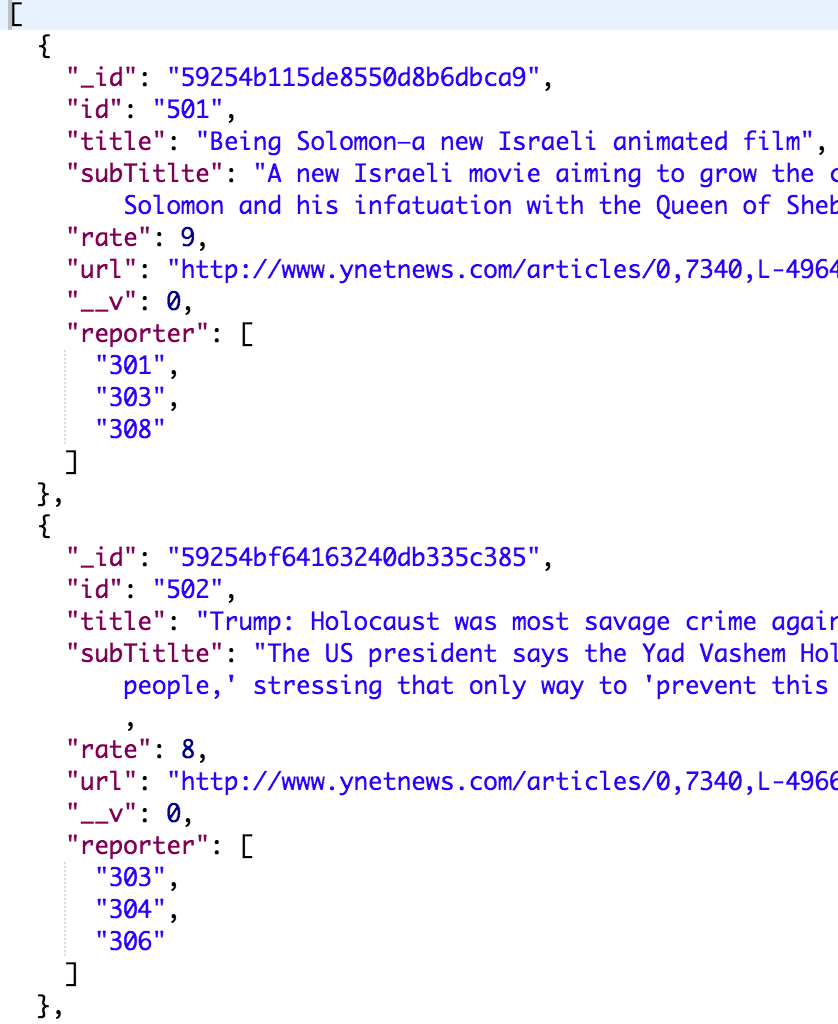 [
{
"_id": "59254b115de8550d8b6dbca9",
"id": "501",
"title": "Being Solomon—a new Israeli animated film",
"subTitlte": "A new Israeli movie aiming to grow the
Solomon and his infatuation with the Queen of
"rate": 9,
"url": "http://www.ynetnews.com/articles/0,7340,L-4964
"__v": 0,
"reporter": [
"301",
"303",
"308"
]
},
{
"_id": "59254bf64163240db335c385",
"id": "502",
"title": "Trump: Holocaust was most savage crime
"subTitlte": "The US president says the Yad Vashem
people,' stressing that only way to 'prevent this
,
"rate": 8,
"url": "http://www.ynetnews.com/articles/0,7340,L-4966
"__v": 0,
"reporter": [
"303",
"304",
"306"
]
},